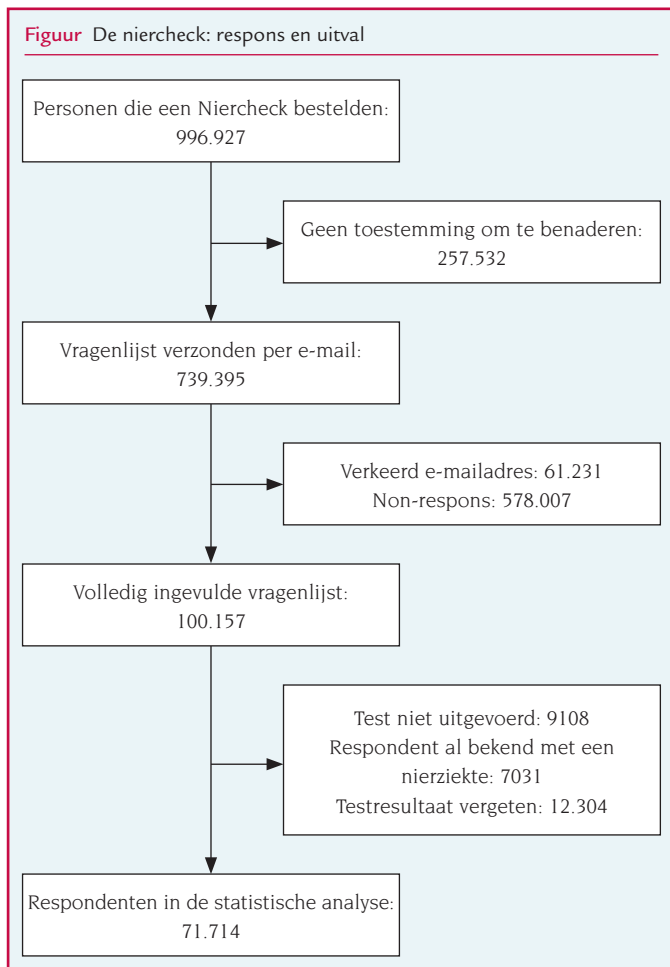 Figuur De niercheck: respons en uitval
Personen die een Niercheck bestelden:
996.927
Geen toestemming om te benaderen:
257.532
Vragenlijst verzonden per e-mail:
739.395
Verkeerd e-mailadres: 61.231
Non-respons: 578.007
Volledig ingevulde vragenlijst:
100.157
Test niet uitgevoerd: 9108
Respondent al bekend met een
nierziekte: 7031
Testresultaat vergeten: 12.304
Respondenten in de statistische analyse:
71.714